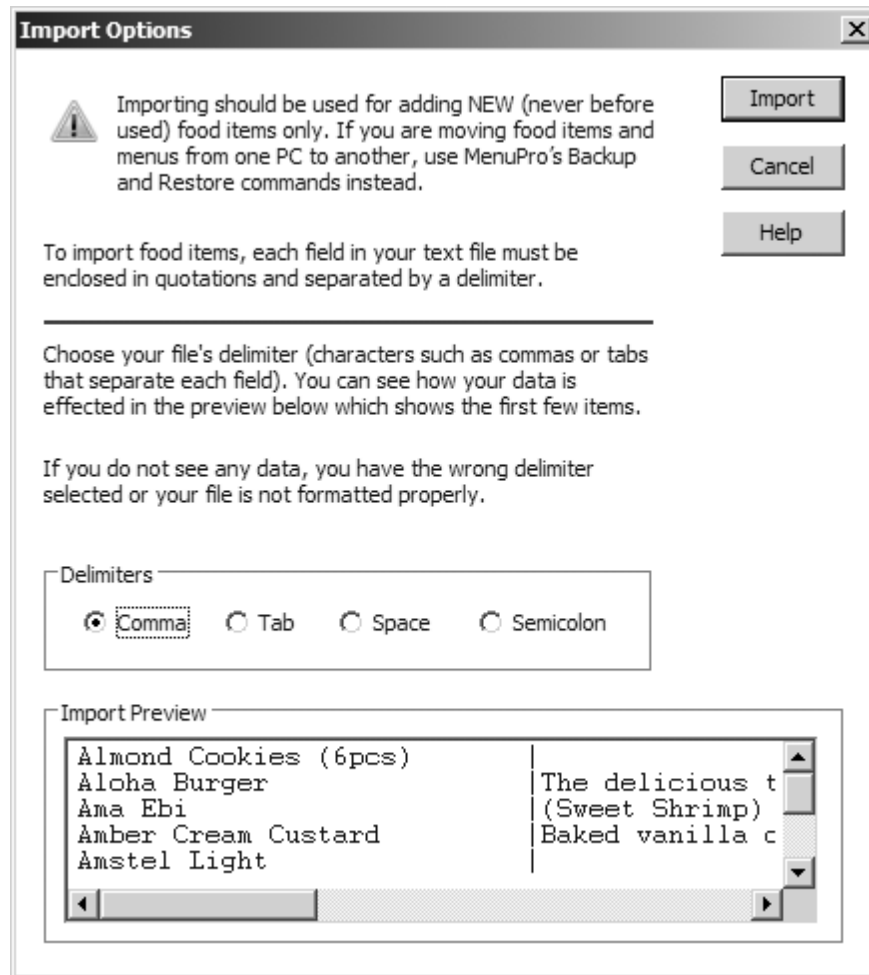 Import Options
Importing should be used for adding NEW (never before
used) food items only. If you are moving food items and
menus from one PC to another, use MenuPro's Backup
and Restore commands instead.
Import
Cancel
Help
To import food items, each field in your text file must be
enclosed in quotations and separated by a delimiter.
Choose your file's delimiter (characters such as commas or tabs
that separate each field). You can see how your data is
effected in the preview below which shows the first few items.
If you do not see any data, you have the wrong delimiter
selected or your file is not formatted properly.
Delimiters
Comma Tab Space Semicolon
Import Preview
Almond Cookies (6pcs) |
Aloha Burger |The delicious t
Ama Ebi |(Sweet Shrimp)
Amber Cream Custard |Baked vanilla c
Amstel Light |